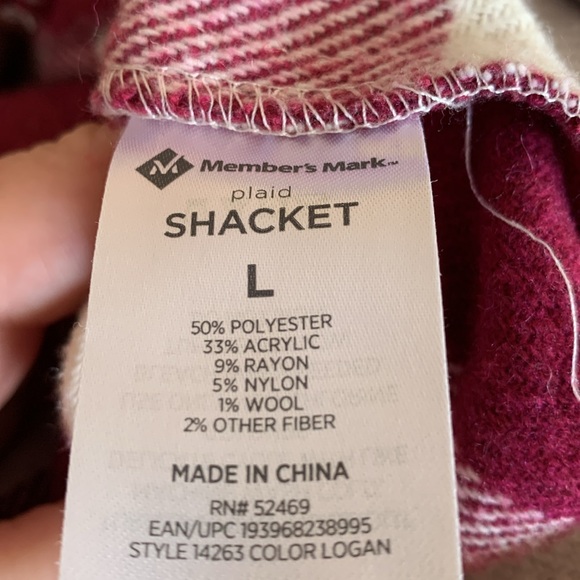 Member's Mark™
plaid
SHACKET
L
50% POLYESTER
33% ACRYLIC
9% RAYON
5% NYLON
1% WOOL
2% OTHER FIBER
MADE IN CHINA
RN# 52469
EAN/UPC 193968238995
STYLE 14263 COLOR LOGAN